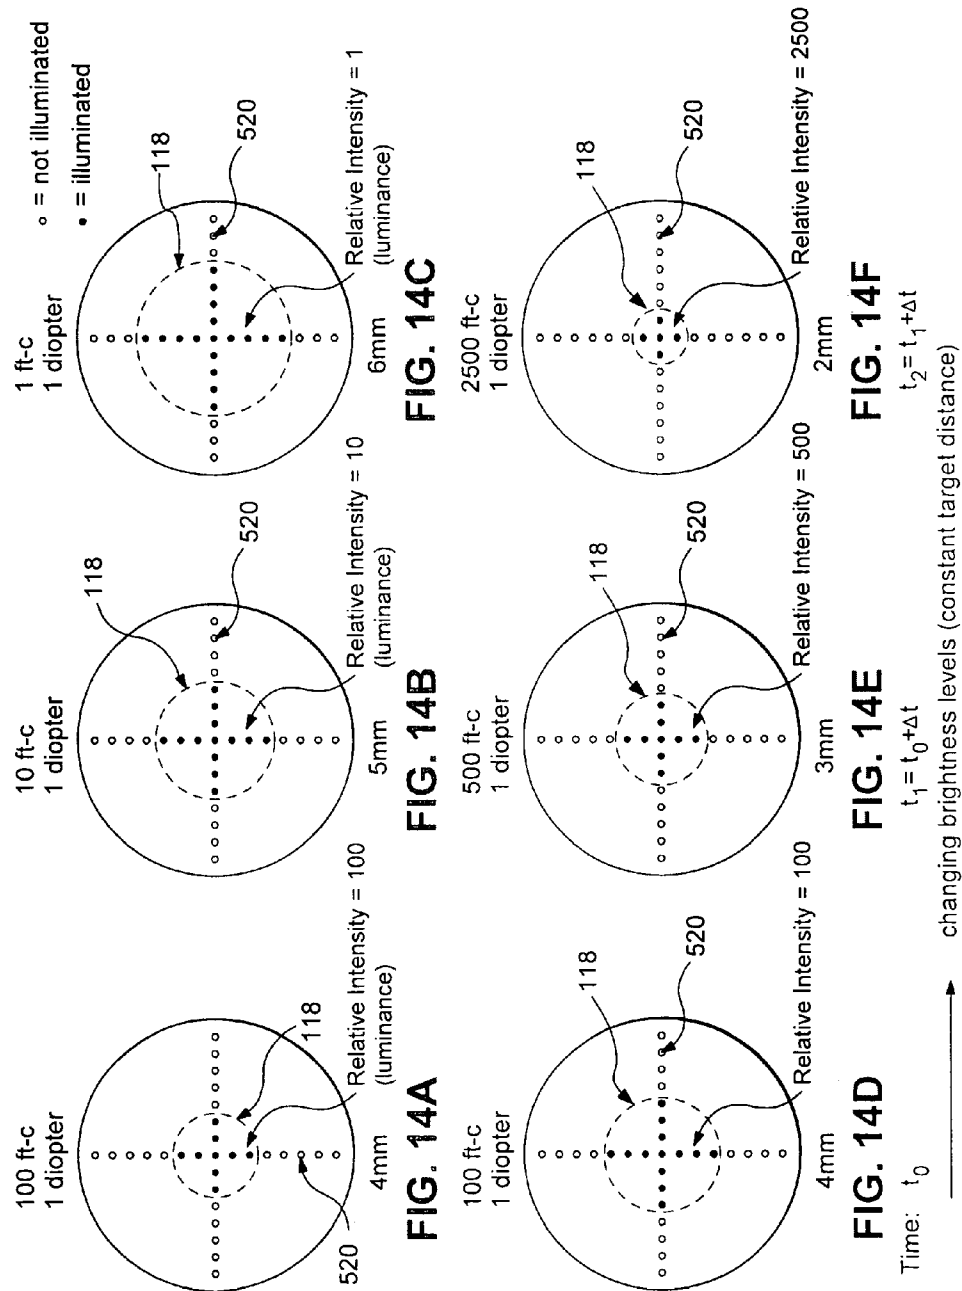 o = not illuminated
• = illuminated
100 ft-c
1 diopter
118
520
Relative Intensity = 100
(luminance)
4mm
FIG. 14A
10 ft-c
1 diopter
118
520
Relative Intensity = 10
(luminance)
5mm
FIG. 14B
1 ft-c
1 diopter
118
520
Relative Intensity = 1
(luminance)
6mm
FIG. 14C
100 ft-c
1 diopter
118
520
Relative Intensity = 100
4mm
FIG. 14D
500 ft-c
1 diopter
118
520
Relative Intensity = 500
3mm
FIG. 14E
2500 ft-c
1 diopter
118
520
Relative Intensity = 2500
2mm
FIG. 14F
Time: t₀
t₁ = t₀+Δt
t₂ = t₁+Δt
changing brightness levels (constant target distance)